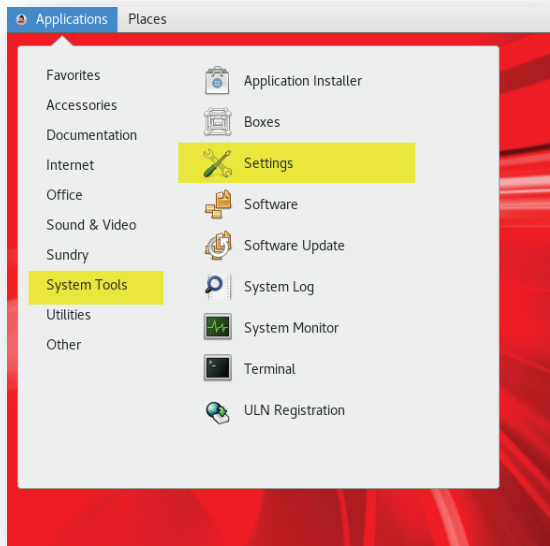 Applications Places
Favorites
Accessories
Documentation
Internet
Office
Sound & Video
Sundry
System Tools
Utilities
Other
Application Installer
Boxes
Settings
Software
Software Update
System Log
System Monitor
Terminal
ULN Registration